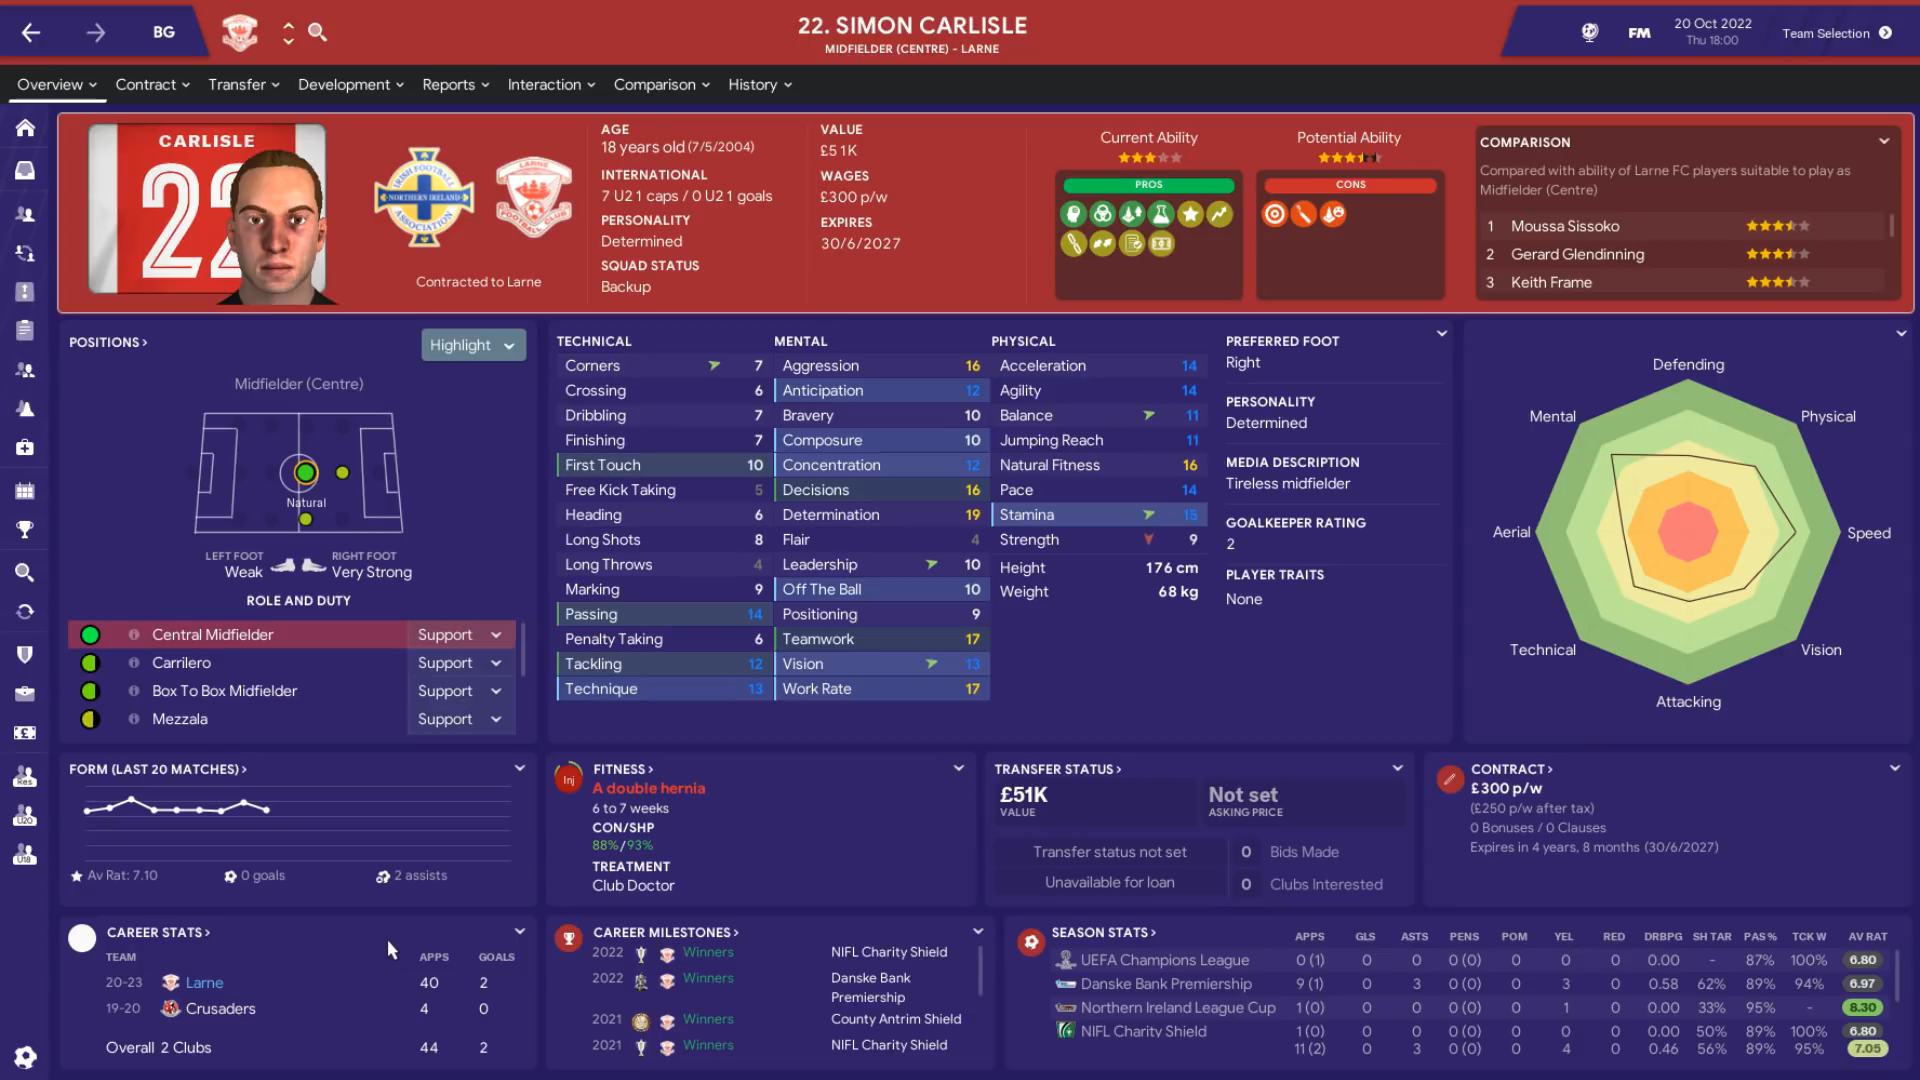 BG
22. SIMON CARLISLE
MIDFIELDER (CENTRE) - LARNE
FM
20 Oct 2022
Thu 18:00
Team Selection
Overview
Contract
Transfer
Development
Reports
Interaction
Comparison
History
CARLISLE
22
IRISH FOOTBALL
NORTHERN IRELAND
ASSOCIATION
LARNE
FOOTBALL CLUB
Contracted to Larne
AGE
18 years old (7/5/2004)
INTERNATIONAL
7 U21 caps / 0 U21 goals
PERSONALITY
Determined
SQUAD STATUS
Backup
VALUE
£51K
WAGES
£300 p/w
EXPIRES
30/6/2027
Current Ability
PROS
Potential Ability
CONS
COMPARISON
Compared with ability of Larne FC players suitable to play as
Midfielder (Centre)
1 Moussa Sissoko
2 Gerard Glendinning
3 Keith Frame
POSITIONS
Highlight
Midfielder (Centre)
Natural
LEFT FOOT
Weak
RIGHT FOOT
Very Strong
ROLE AND DUTY
Central Midfielder Support
Carrilero Support
Box To Box Midfielder Support
Mezzala Support
TECHNICAL
Corners 7
Crossing 6
Dribbling 7
Finishing 7
First Touch 10
Free Kick Taking 5
Heading 6
Long Shots 8
Long Throws 4
Marking 9
Passing 14
Penalty Taking 6
Tackling 12
Technique 13
MENTAL
Aggression 16
Anticipation 12
Bravery 10
Composure 10
Concentration 12
Decisions 16
Determination 19
Flair 4
Leadership 10
Off The Ball 10
Positioning 9
Teamwork 17
Vision 13
Work Rate 17
PHYSICAL
Acceleration 14
Agility 14
Balance 11
Jumping Reach 11
Natural Fitness 16
Pace 14
Stamina 15
Strength 9
Height 176 cm
Weight 68 kg
PREFERRED FOOT
Right
PERSONALITY
Determined
MEDIA DESCRIPTION
Tireless midfielder
GOALKEEPER RATING
2
PLAYER TRAITS
None
Defending
Physical
Speed
Vision
Attacking
Technical
Aerial
Mental
FORM (LAST 20 MATCHES)
Av Rat: 7.10
0 goals
2 assists
Inj
FITNESS
A double hernia
6 to 7 weeks
CON/SHP
88%/93%
TREATMENT
Club Doctor
TRANSFER STATUS
£51K
VALUE
Not set
ASKING PRICE
Transfer status not set
0 Bids Made
Unavailable for loan
0 Clubs Interested
CONTRACT
£300 p/w
(£250 p/w after tax)
0 Bonuses / 0 Clauses
Expires in 4 years, 8 months (30/6/2027)
Res
U20
U18
CAREER STATS
TEAM APPS GOALS
20-23 Larne 40 2
19-20 Crusaders 4 0
Overall 2 Clubs 44 2
CAREER MILESTONES
2022 Winners NIFL Charity Shield
2022 Winners Danske Bank
Premiership
2021 Winners County Antrim Shield
2021 Winners NIFL Charity Shield
SEASON STATS APPS GLS ASTS PENS POM YEL RED DRBPG SH TAR PAS % TCK W AV RAT
UEFA Champions League 0 (1) 0 0 0 (0) 0 0 0 0.00 - 87% 100% 6.80
Danske Bank Premiership 9 (1) 0 3 0 (0) 0 3 0 0.58 62% 89% 94% 6.97
Northern Ireland League Cup 1 (0) 0 0 0 (0) 0 1 0 0.00 33% 95% - 8.30
NIFL Charity Shield 1 (0) 0 0 0 (0) 0 0 0 0.00 50% 89% 100% 6.80
11 (2) 0 3 0 (0) 0 4 0 0.46 56% 89% 95% 7.05